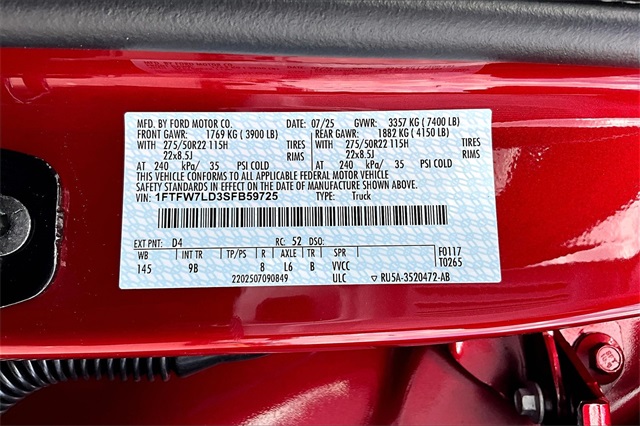 MFD. BY FORD MOTOR CO. 07/25 GVWR: 3357 KG ( 7400 LB)
FRONT GAWR: 1769 KG ( 3900 LB) REAR GAWR: 1882 KG ( 4150 LB)
WITH 275/50R22 115H TIRES WITH 275/50R22 115H TIRES
22x8.5J RIMS 22x8.5J RIMS
AT 240 kPa/ 35 PSI COLD AT 240 kPa/ 35 PSI COLD
THIS VEHICLE CONFORMS TO ALL APPLICABLE FEDERAL MOTOR VEHICLE
SAFETY STANDARDS IN EFFECT ON THE DATE OF MANUFACTURE SHOWN ABOVE.
VIN: 1FTFW7LD3SFB59725 TYPE: Truck
EXT PNT: D4 RC: 52 DSO:
WB INT TR TP/PS R AXLE TR SPR F0117
145 9B 8 L6 B VVCC T0265
2202507090849 ULC ▽ RU5A-3520472-AB